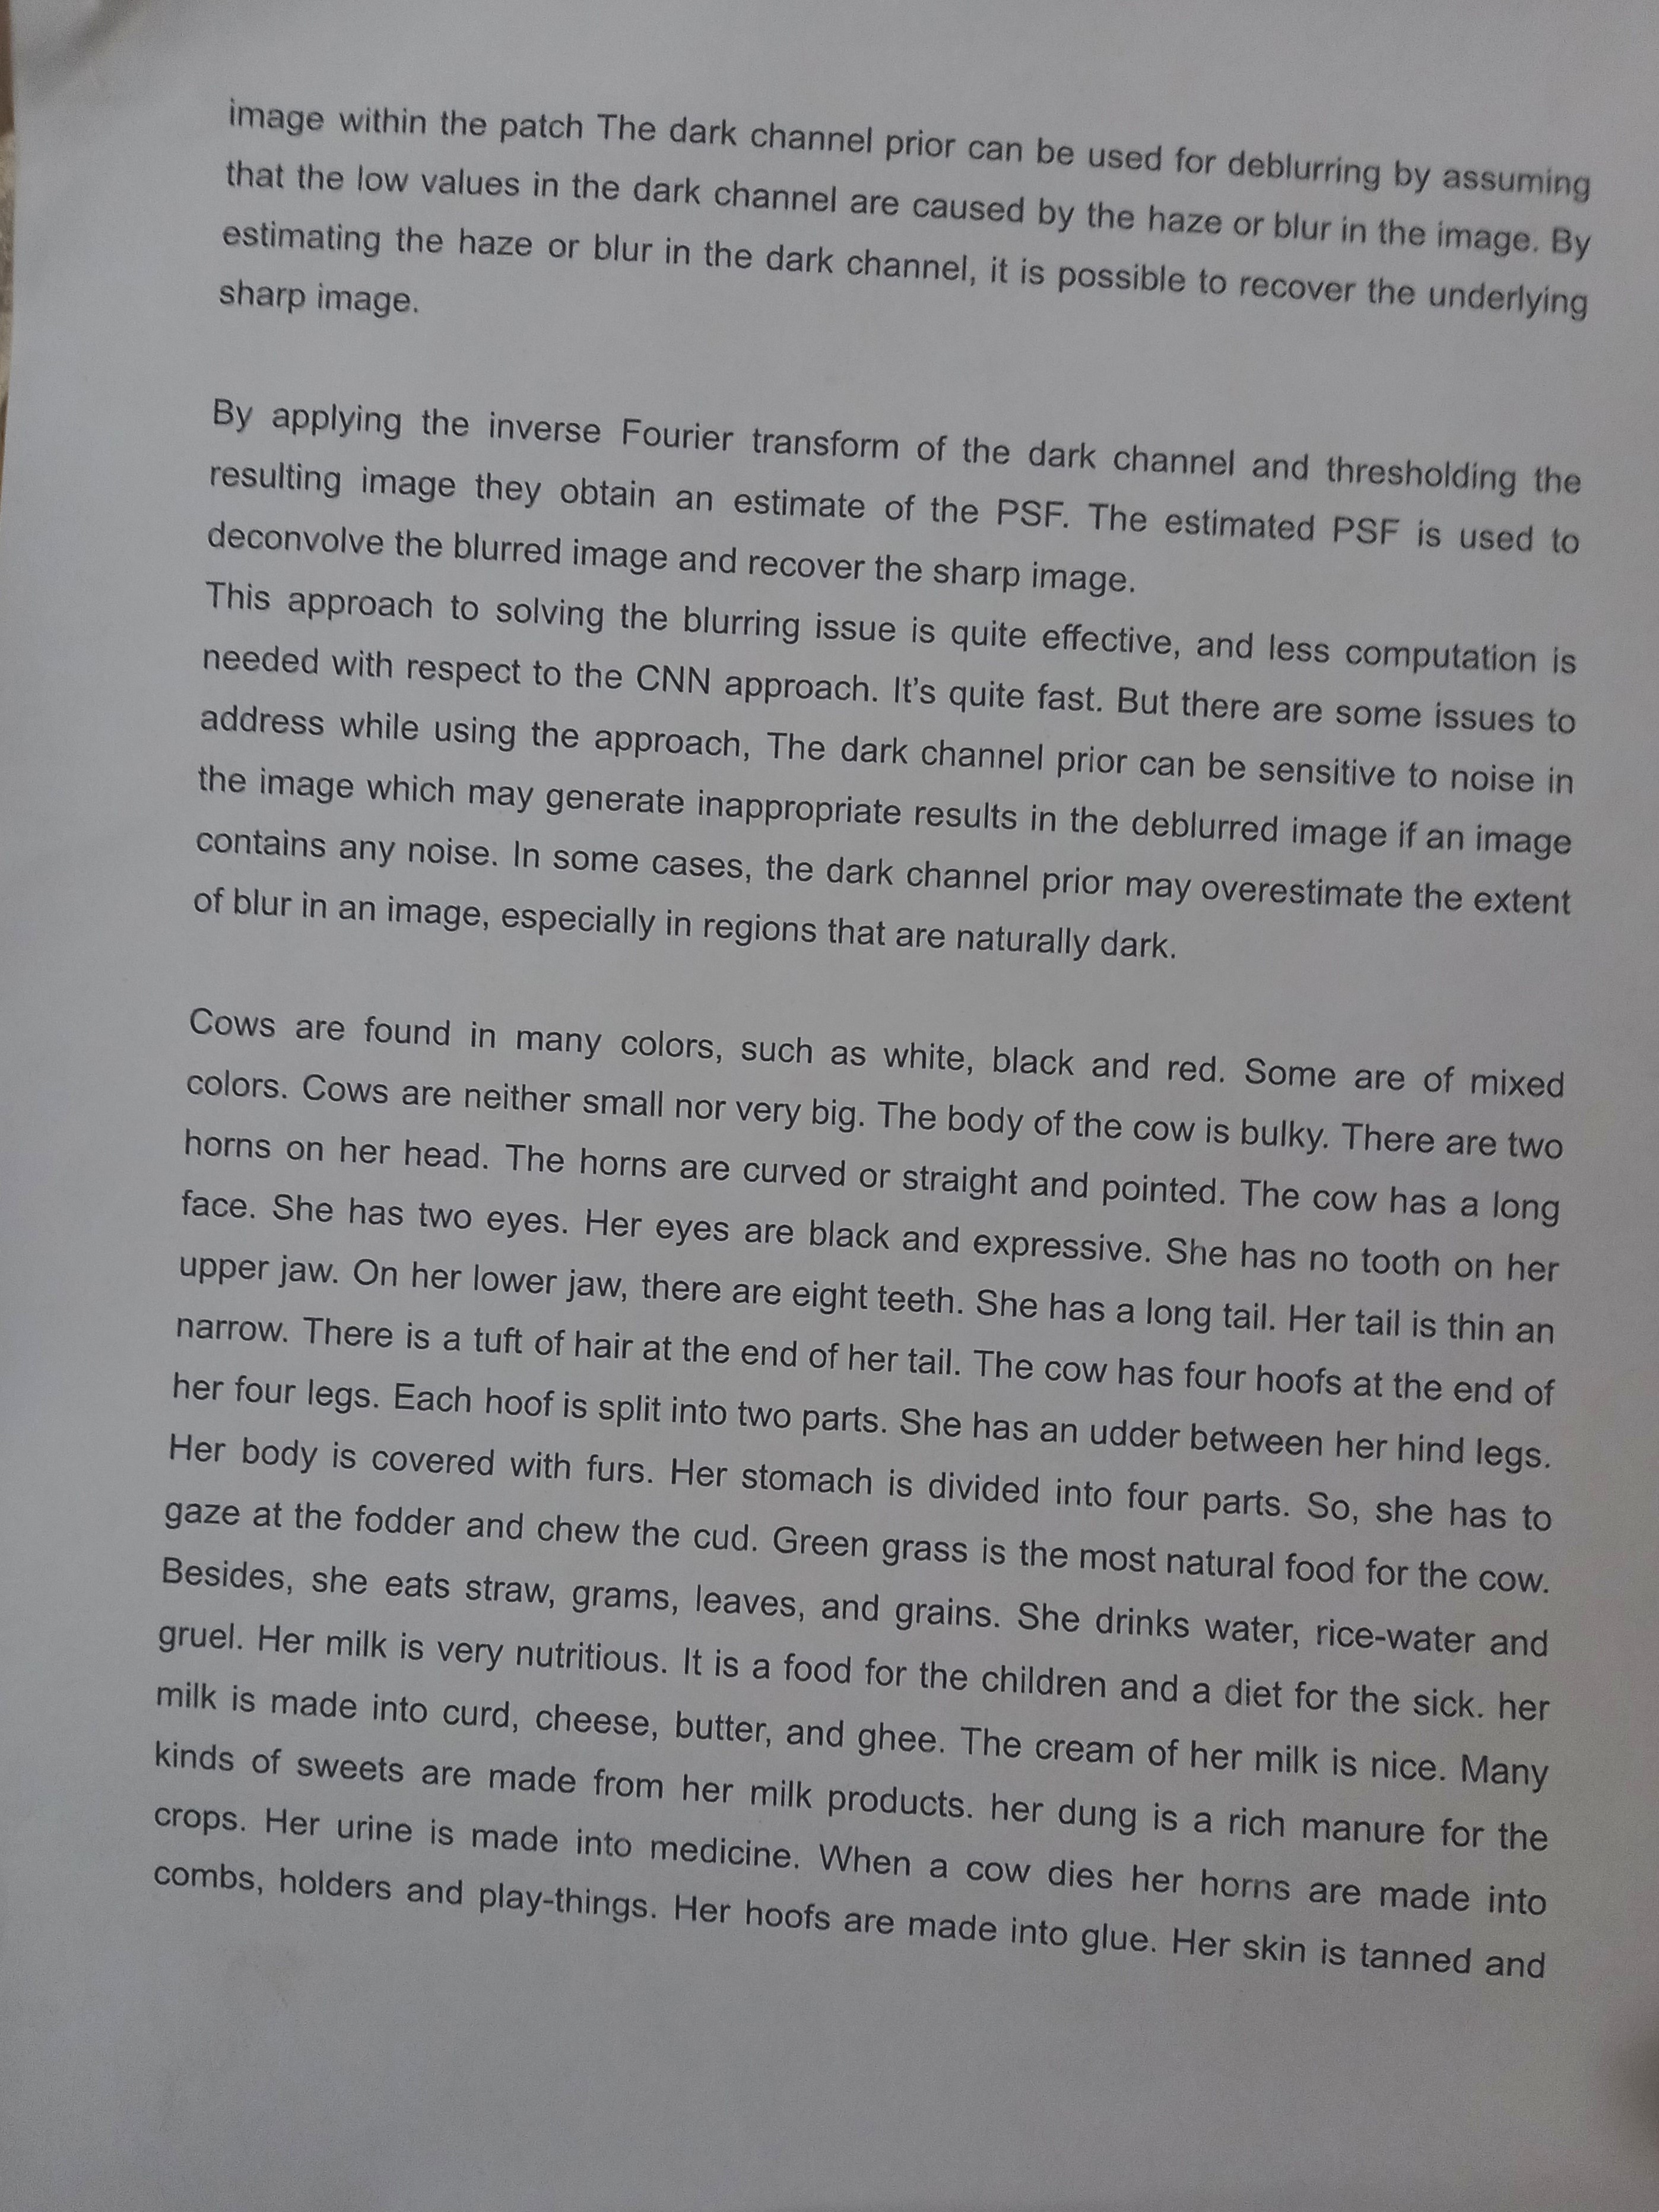 image within the patch The dark channel prior can be used for deblurring by assuming
that the low values in the dark channel are caused by the haze or blur in the image. By
estimating the haze or blur in the dark channel, it is possible to recover the underlying
sharp image.
By applying the inverse Fourier transform of the dark channel and thresholding the
resulting image they obtain an estimate of the PSF. The estimated PSF is used to
deconvolve the blurred image and recover the sharp image.
This approach to solving the blurring issue is quite effective, and less computation is
needed with respect to the CNN approach. It’s quite fast. But there are some issues to
address while using the approach, The dark channel prior can be sensitive to noise in
the image which may generate inappropriate results in the deblurred image if an image
contains any noise. In some cases, the dark channel prior may overestimate the extent
of blur in an image, especially in regions that are naturally dark.
Cows are found in many colors, such as white, black and red. Some are of mixed
colors. Cows are neither small nor very big. The body of the cow is bulky. There are two
horns on her head. The horns are curved or straight and pointed. The cow has a long
face. She has two eyes. Her eyes are black and expressive. She has no tooth on her
upper jaw. On her lower jaw, there are eight teeth. She has a long tail. Her tail is thin an
narrow. There is a tuft of hair at the end of her tail. The cow has four hoofs at the end of
her four legs. Each hoof is split into two parts. She has an udder between her hind legs.
Her body is covered with furs. Her stomach is divided into four parts. So, she has to
gaze at the fodder and chew the cud. Green grass is the most natural food for the cow.
Besides, she eats straw, grams, leaves, and grains. She drinks water, rice-water and
gruel. Her milk is very nutritious. It is a food for the children and a diet for the sick. her
milk is made into curd, cheese, butter, and ghee. The cream of her milk is nice. Many
kinds of sweets are made from her milk products. her dung is a rich manure for the
crops. Her urine is made into medicine. When a cow dies her horns are made into
combs, holders and play-things. Her hoofs are made into glue. Her skin is tanned and